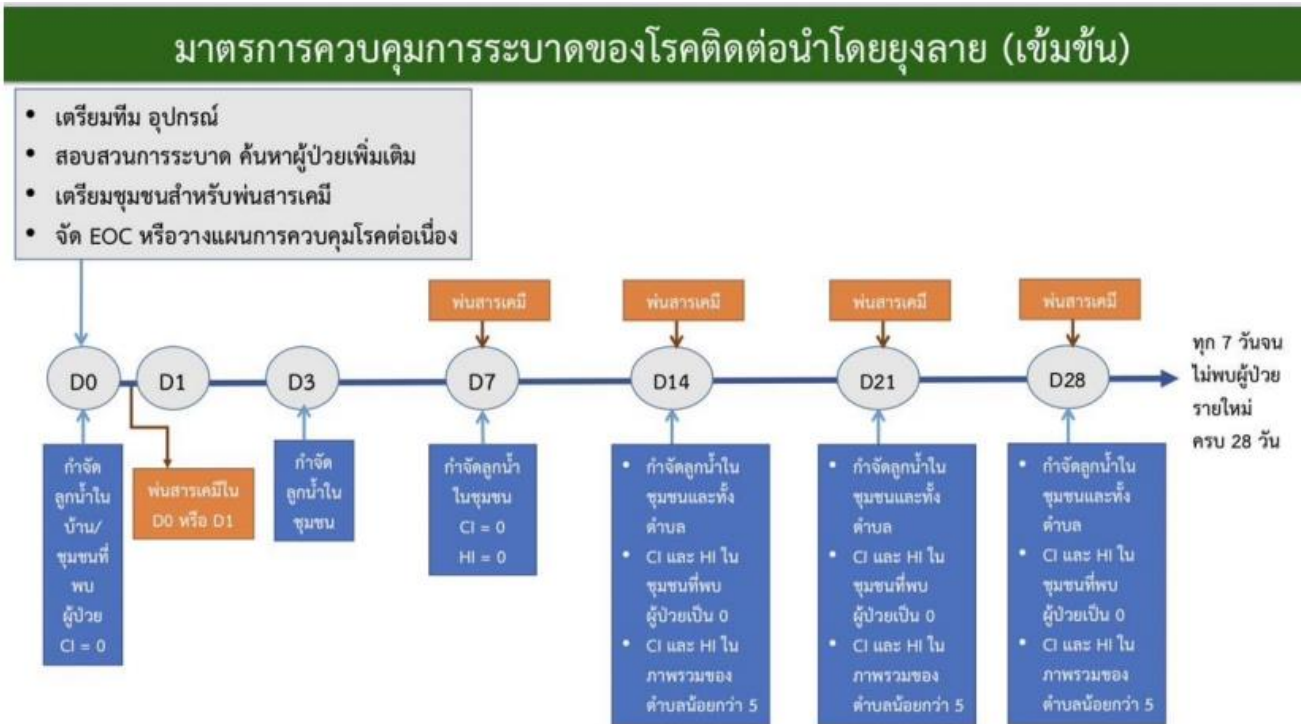 มาตรการควบคุมการระบาดของโรคติดต่อนำโดยยุงลาย (เข้มข้น)
• เตรียมทีม อุปกรณ์
• สอบสวนการระบาด ค้นหาผู้ป่วยเพิ่มเติม
• เตรียมชุมชนสำหรับพ่นสารเคมี
• จัด EOC หรือวางแผนการควบคุมโรคต่อเนื่อง
พ่นสารเคมี
พ่นสารเคมี
พ่นสารเคมี
พ่นสารเคมี
D0
D1
D3
D7
D14
D21
D28
ทุก 7 วันจน
ไม่พบผู้ป่วย
รายใหม่
ครบ 28 วัน
กำจัด
ลูกน้ำใน
บ้าน/
ชุมชนที่
พบ
ผู้ป่วย
CI = 0
พ่นสารเคมีใน
D0 หรือ D1
กำจัด
ลูกน้ำใน
ชุมชน
กำจัดลูกน้ำ
ในชุมชน
CI = 0
HI = 0
• กำจัดลูกน้ำใน
ชุมชนและทั้ง
ตำบล
• CI และ HI ใน
ชุมชนที่พบ
ผู้ป่วยเป็น 0
• CI และ HI ใน
ภาพรวมของ
ตำบลน้อยกว่า 5
• กำจัดลูกน้ำใน
ชุมชนและทั้ง
ตำบล
• CI และ HI ใน
ชุมชนที่พบ
ผู้ป่วยเป็น 0
• CI และ HI ใน
ภาพรวมของ
ตำบลน้อยกว่า 5
• กำจัดลูกน้ำใน
ชุมชนและทั้ง
ตำบล
• CI และ HI ใน
ชุมชนที่พบ
ผู้ป่วยเป็น 0
• CI และ HI ใน
ภาพรวมของ
ตำบลน้อยกว่า 5